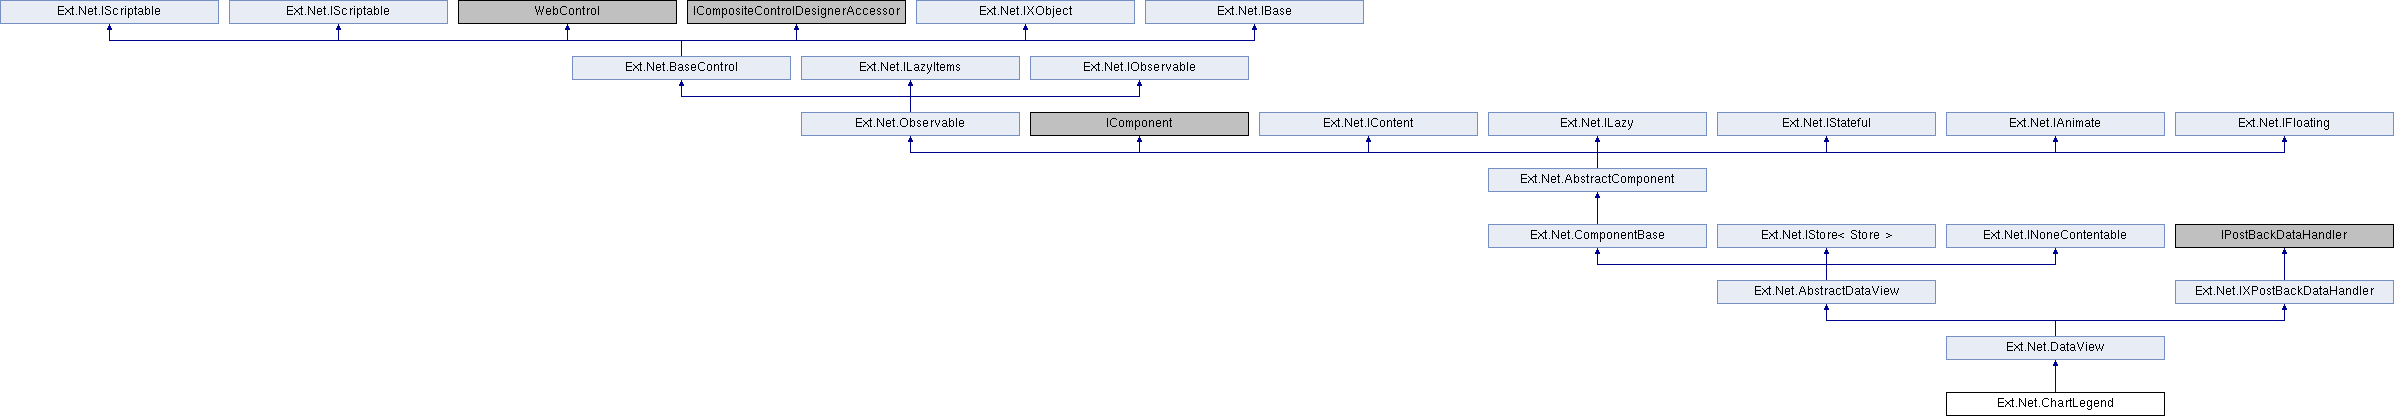 Ext.Net.IScriptable
Ext.Net.IScriptable
WebControl
ICompositeControlDesignerAccessor
Ext.Net.IXObject
Ext.Net.IBase
Ext.Net.BaseControl
Ext.Net.ILazyItems
Ext.Net.IObservable
Ext.Net.Observable
IComponent
Ext.Net.IContent
Ext.Net.ILazy
Ext.Net.IStateful
Ext.Net.IAnimate
Ext.Net.IFloating
Ext.Net.AbstractComponent
Ext.Net.ComponentBase
Ext.Net.IStore< Store >
Ext.Net.INoneContentable
IPostBackDataHandler
Ext.Net.AbstractDataView
Ext.Net.IXPostBackDataHandler
Ext.Net.DataView
Ext.Net.ChartLegend